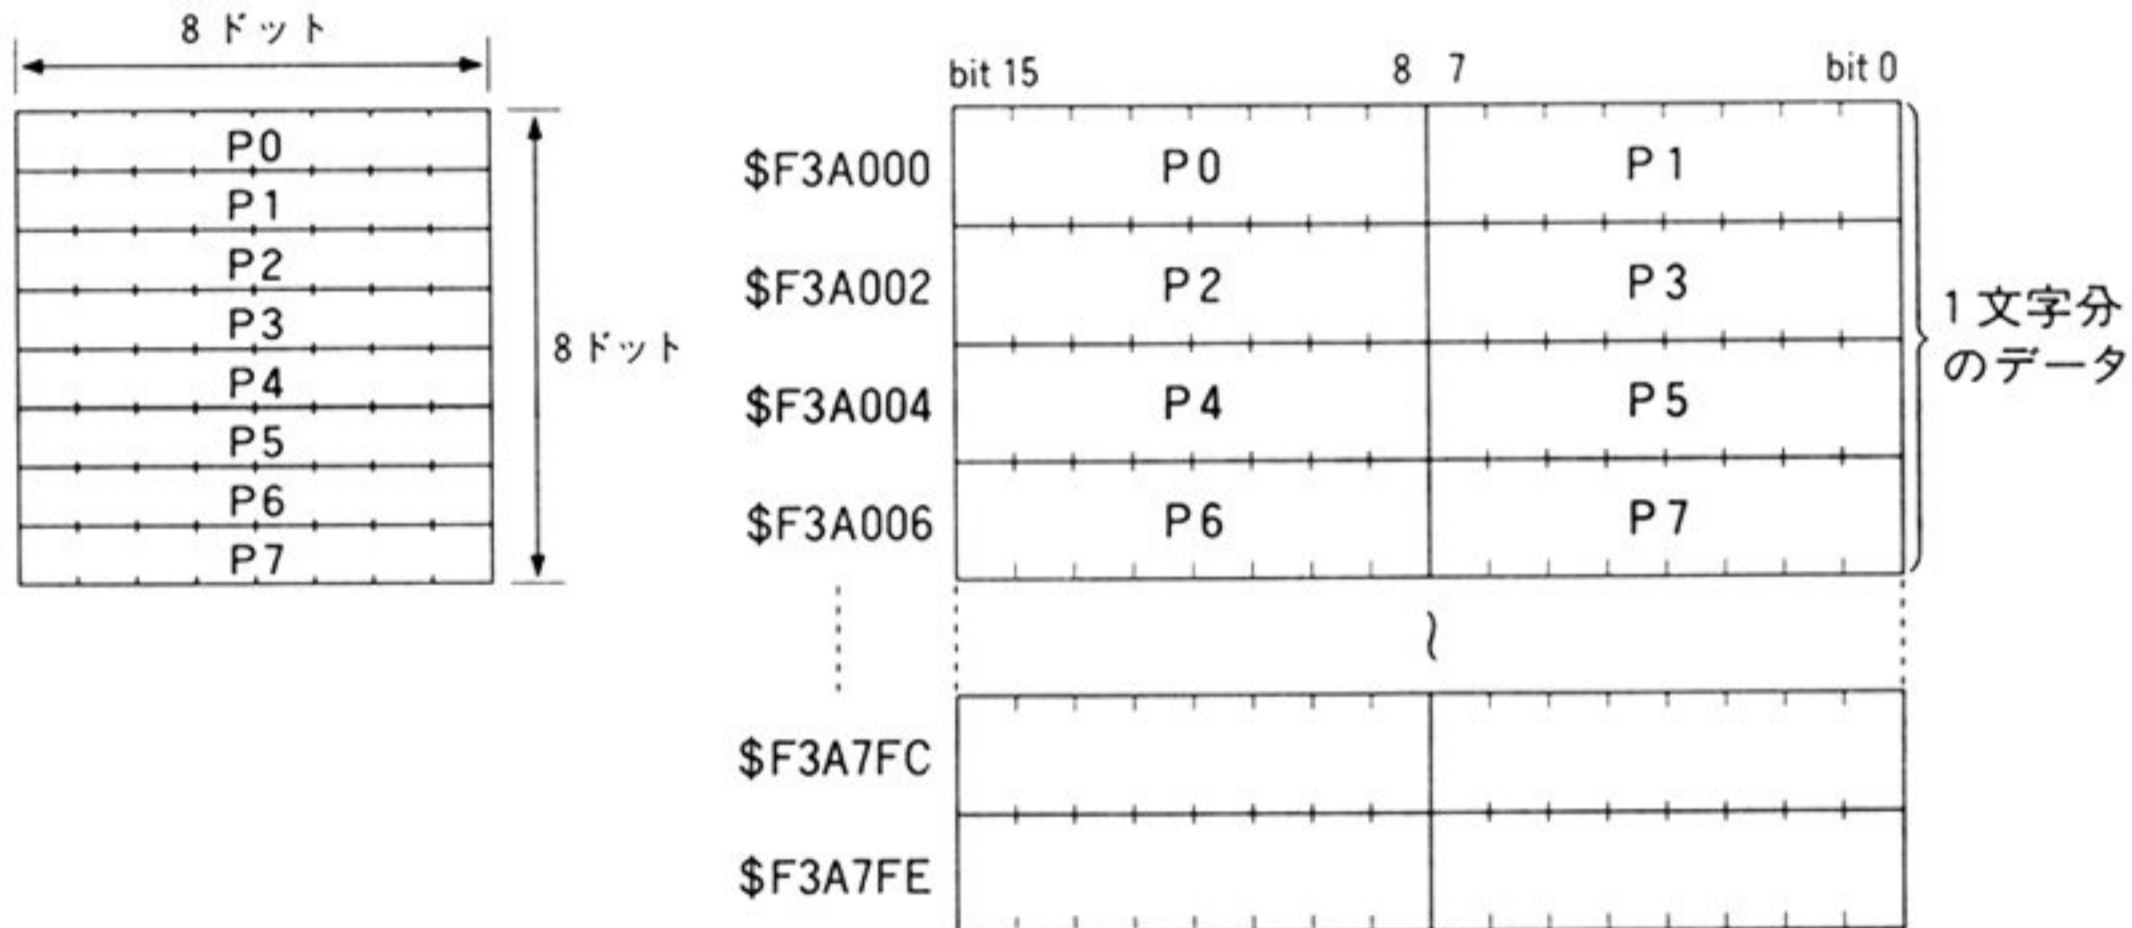 8 ドット
P0
P1
P2
P3
P4
P5
P6
P7
8 ドット
bit 15 8 7 bit 0
$F3A000 P0 P1
$F3A002 P2 P3
$F3A004 P4 P5
$F3A006 P6 P7
1 文字分
のデータ
$F3A7FC
$F3A7FE